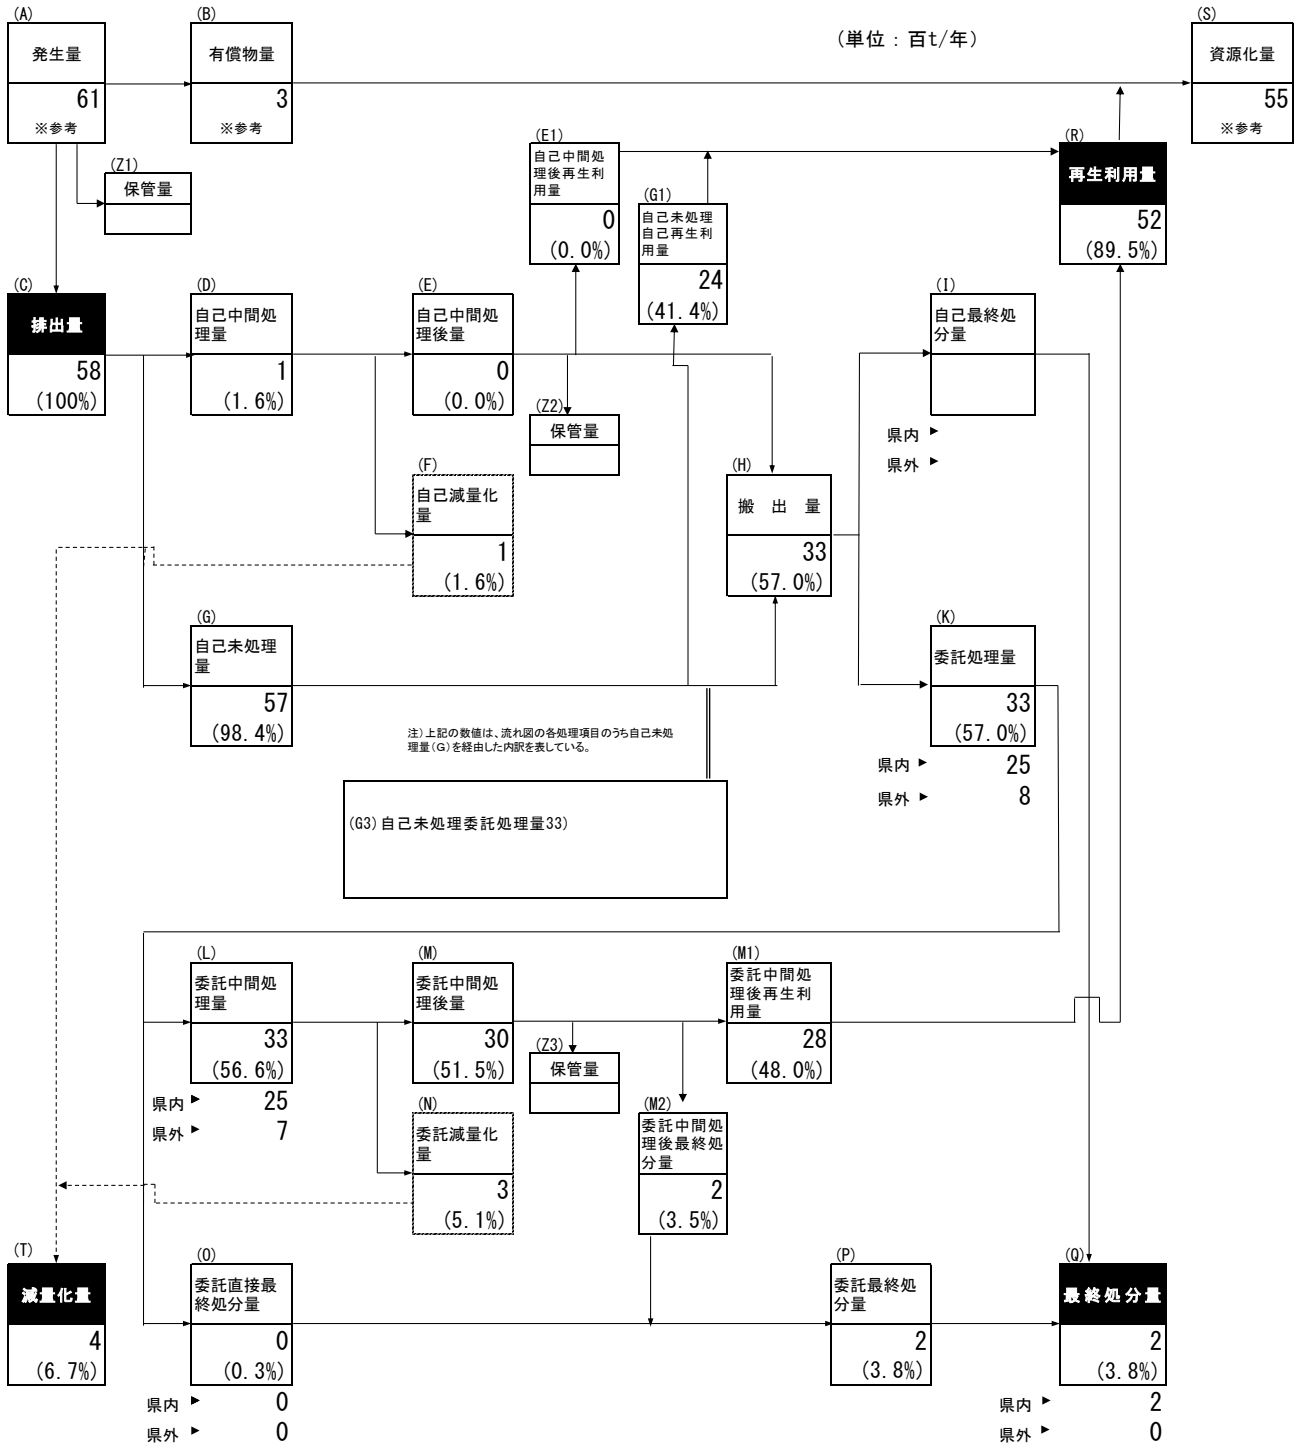 (A)
発生量
61
※参考
(B)
有償物量
3
※参考
(単位：百t/年)
(S)
資源化量
55
※参考
(Z1)
保管量
(E1)
自己中間処
理後再生利
用量
0
(0.0%)
(G1)
自己未処理
自己再生利
用量
24
(41.4%)
(R)
再生利用量
52
(89.5%)
(C)
排出量
58
(100%)
(D)
自己中間処
理量
1
(1.6%)
(E)
自己中間処
理後量
0
(0.0%)
(Z2)
保管量
(F)
自己減量化
量
1
(1.6%)
(H)
搬 出 量
33
(57.0%)
(I)
自己最終処
分量
県内
県外
(G)
自己未処理
量
57
(98.4%)
(K)
委託処理量
33
(57.0%)
県内 25
県外 8
注)上記の数値は、流れ図の各処理項目のうち自己未処
理量(G)を経由した内訳を表している。
(G3)自己未処理委託処理量33)
(L)
委託中間処
理量
33
(56.6%)
県内 25
県外 7
(M)
委託中間処
理後量
30
(51.5%)
(Z3)
保管量
(M1)
委託中間処
理後再生利
用量
28
(48.0%)
(N)
委託減量化
量
3
(5.1%)
(M2)
委託中間処
理後最終処
分量
2
(3.5%)
(T)
減量化量
4
(6.7%)
(O)
委託直接最
終処分量
0
(0.3%)
県内 0
県外 0
(P)
委託最終処
分量
2
(3.8%)
(Q)
最終処分量
2
(3.8%)
県内 2
県外 0